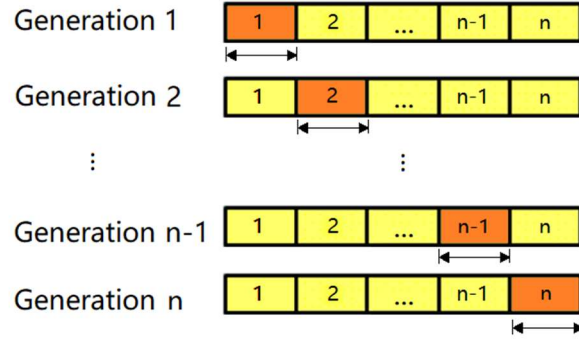 Generation 1 1 2 ... n-1 n
Generation 2 1 2 ... n-1 n
⋮ ⋮
Generation n-1 1 2 ... n-1 n
Generation n 1 2 ... n-1 n